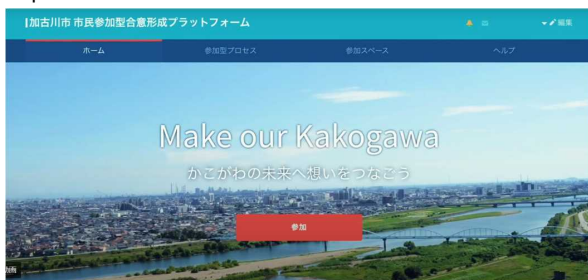 加古川市 市民参加型合意形成プラットフォーム
編集
ホーム
参加型プロセス
参加スペース
ヘルプ
Make our Kakogawa
かこがわの未来へ想いをつなごう
参加